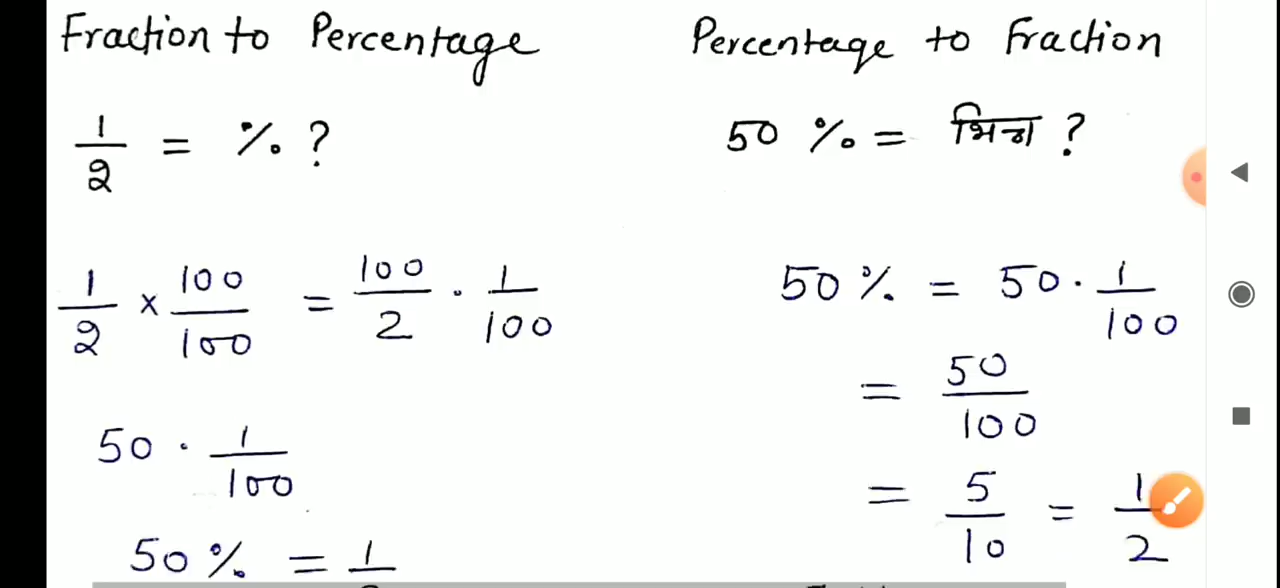 Fraction to Percentage
1/2 = % ?
1/2 × 100/100 = 100/2 · 1/100
50 · 1/100
50 % = 1
Percentage to Fraction
50 % = भिन्न ?
50 % = 50 · 1/100
= 50/100
= 5/10 = 1/2